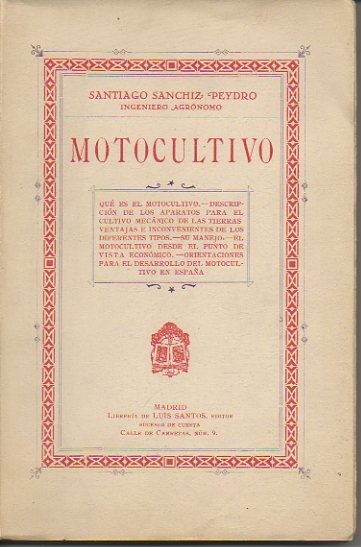 SANTIAGO SANCHIZ PEYDRO
INGENIERO AGRÓNOMO
MOTOCULTIVO
QUÉ ES EL MOTOCULTIVO.—DESCRIP-
CIÓN DE LOS APARATOS PARA EL
CULTIVO MECÁNICO DE LAS TIERRAS
VENTAJAS E INCONVENIENTES DE LOS
DIFERENTES TIPOS.—SU MANEJO.—EL
MOTOCULTIVO DESDE EL PUNTO DE
VISTA ECONÓMICO.—ORIENTACIONES
PARA EL DESARROLLO DEL MOTOCUL-
TIVO EN ESPAÑA
MADRID
LIBRERÍA DE LUIS SANTOS, EDITOR
SUCESOR DE CUESTA
CALLE DE CARRETAS, NÚM. 9.